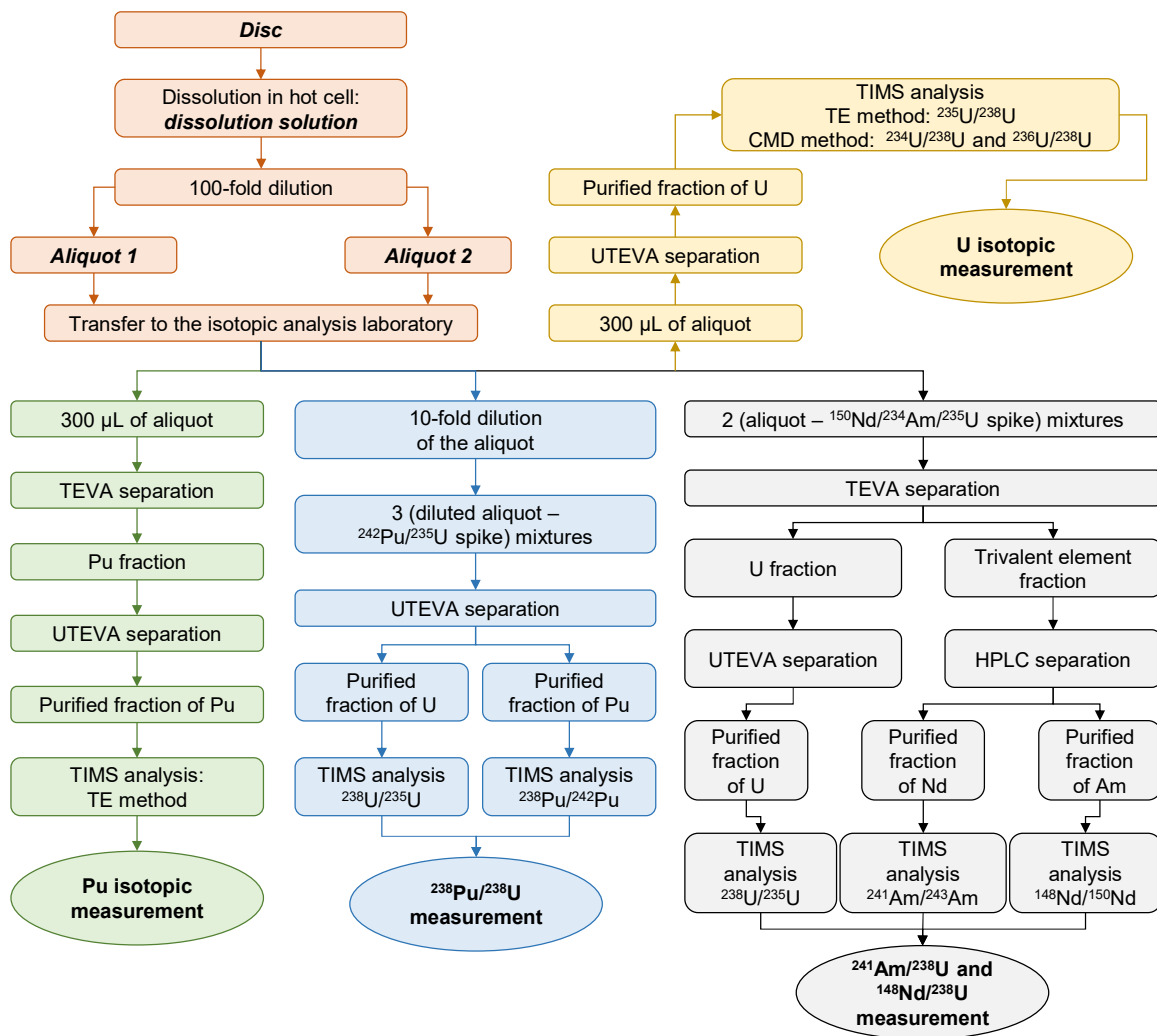 Disc
Dissolution in hot cell:
dissolution solution
100-fold dilution
Aliquot 1
Aliquot 2
Transfer to the isotopic analysis laboratory
TIMS analysis
TE method: ²³⁵U/²³⁸U
CMD method: ²³⁴U/²³⁸U and ²³⁶U/²³⁸U
Purified fraction of U
UTEVA separation
300 µL of aliquot
U isotopic
measurement
300 µL of aliquot
TEVA separation
Pu fraction
UTEVA separation
Purified fraction of Pu
TIMS analysis:
TE method
Pu isotopic
measurement
10-fold dilution
of the aliquot
3 (diluted aliquot –
²⁴²Pu/²³⁵U spike) mixtures
UTEVA separation
Purified
fraction of U
Purified
fraction of Pu
TIMS analysis
²³⁸U/²³⁵U
TIMS analysis
²³⁸Pu/²⁴²Pu
²³⁸Pu/²³⁸U
measurement
2 (aliquot – ¹⁵⁰Nd/²³⁴Am/²³⁵U spike) mixtures
TEVA separation
U fraction
Trivalent element
fraction
UTEVA separation
HPLC separation
Purified
fraction
of U
Purified
fraction
of Nd
Purified
fraction
of Am
TIMS
analysis
²³⁸U/²³⁵U
TIMS
analysis
²⁴¹Am/²⁴³Am
TIMS
analysis
¹⁴⁸Nd/¹⁵⁰Nd
²⁴¹Am/²³⁸U and
¹⁴⁸Nd/²³⁸U
measurement